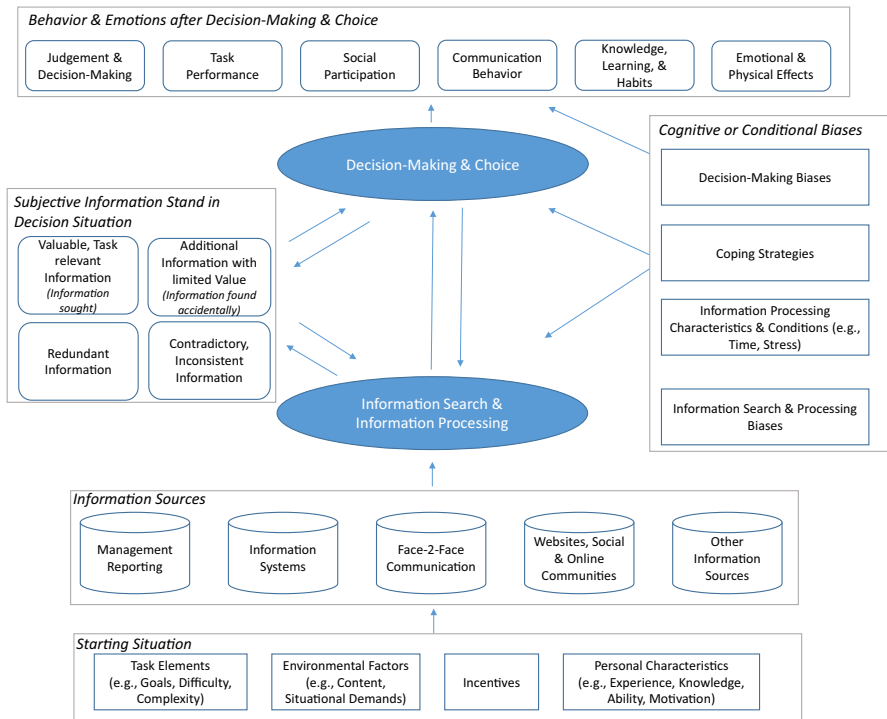 Behavior & Emotions after Decision-Making & Choice
Judgement &
Decision-Making
Task
Performance
Social
Participation
Communication
Behavior
Knowledge,
Learning, &
Habits
Emotional &
Physical Effects
Cognitive or Conditional Biases
Decision-Making Biases
Coping Strategies
Information Processing
Characteristics & Conditions (e.g.,
Time, Stress)
Information Search & Processing
Biases
Decision-Making & Choice
Subjective Information Stand in
Decision Situation
Valuable, Task
relevant
Information
(Information
sought)
Additional
Information with
limited Value
(Information found
accidentally)
Redundant
Information
Contradictory,
Inconsistent
Information
Information Search &
Information Processing
Information Sources
Management
Reporting
Information
Systems
Face-2-Face
Communication
Websites, Social
& Online
Communities
Other
Information
Sources
Starting Situation
Task Elements
(e.g., Goals, Difficulty,
Complexity)
Environmental Factors
(e.g., Content,
Situational Demands)
Incentives
Personal Characteristics
(e.g., Experience, Knowledge,
Ability, Motivation)